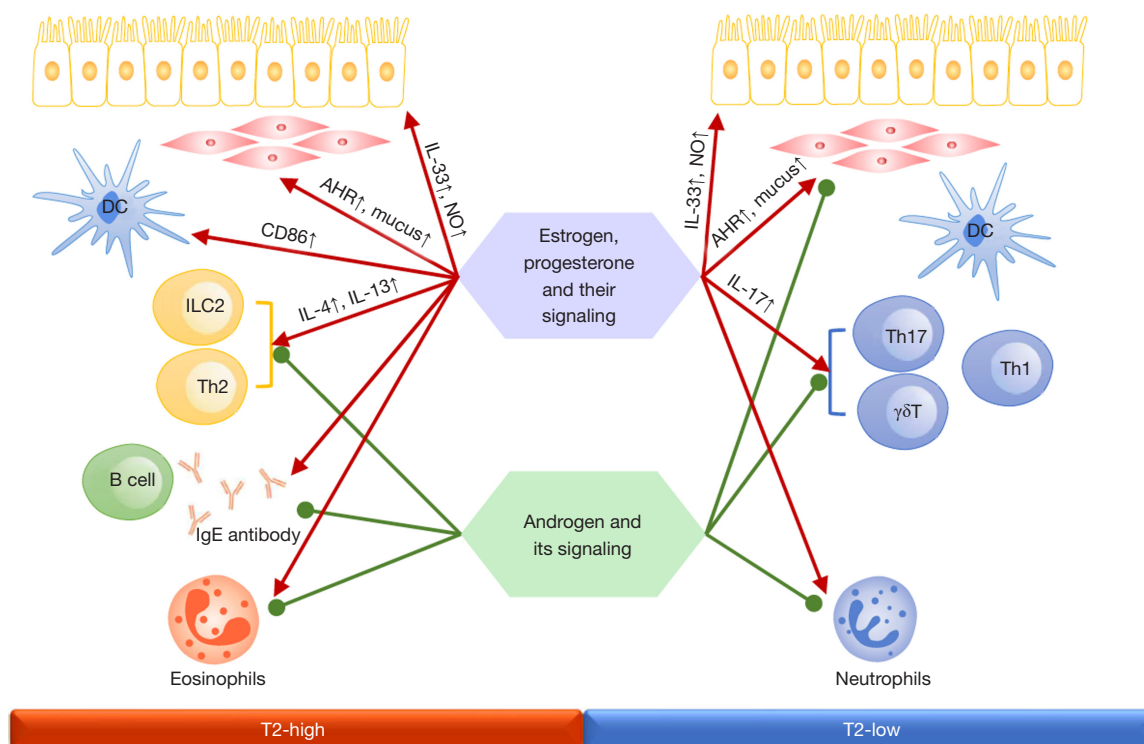 IL-33↑, NO↑
AHR↑, mucus↑
DC
CD86↑
ILC2
IL-4↑, IL-13↑
Th2
B cell
IgE antibody
Eosinophils
Estrogen,
progesterone
and their
signaling
Androgen and
its signaling
IL-33↑, NO↑
AHR↑, mucus↑
DC
IL-17↑
Th17
Th1
γδT
Neutrophils
T2-high
T2-low